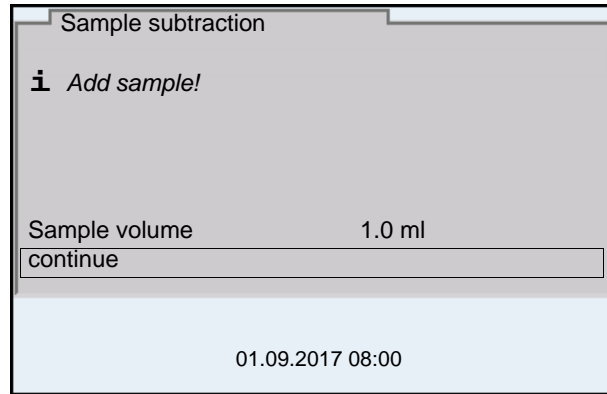 Sample subtraction
i Add sample!
Sample volume 1.0 ml
continue
01.09.2017 08:00